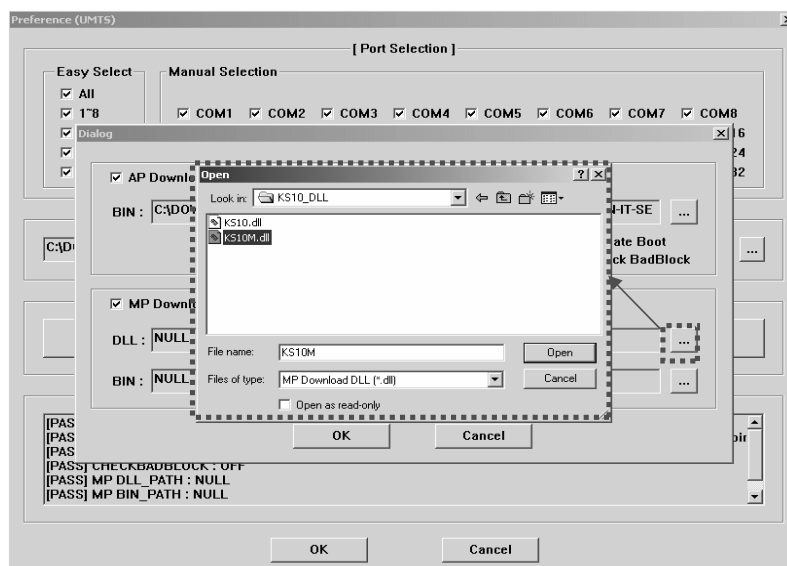 Preference (UMTS)
[ Port Selection ]
Easy Select
Manual Selection
All
1~8
COM1 COM2 COM3 COM4 COM5 COM6 COM7 COM8
16
24
32
Dialog
AP Downlo
BIN : C:\DO
N-IT-SE ...
ate Boot
ck BadBlock
C:\D
...
MP Downl
DLL : NULL
...
BIN : NULL
...
Open
Look in: KS10_DLL
KS10.dll
KS10M.dll
File name: KS10M
Open
Files of type: MP Download DLL (*.dll)
Cancel
Open as read-only
OK Cancel
[PAS
[PAS
[PAS
[PASS] CHECKBADBLOCK : OFF
[PASS] MP DLL_PATH : NULL
[PASS] MP BIN_PATH : NULL
OK Cancel